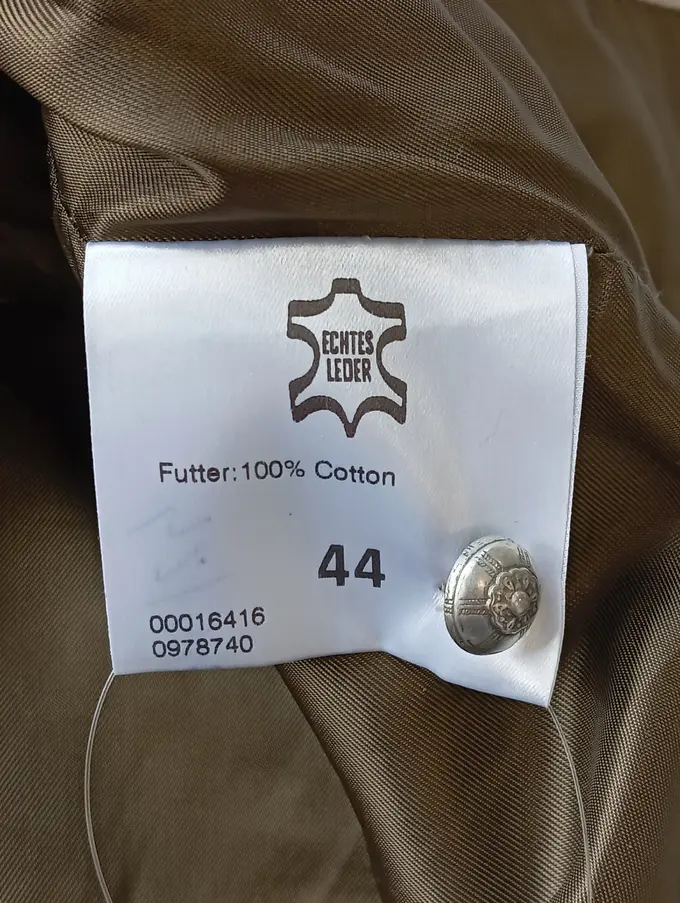 ECHTES
LEDER
Futter:100% Cotton
44
00016416
0978740